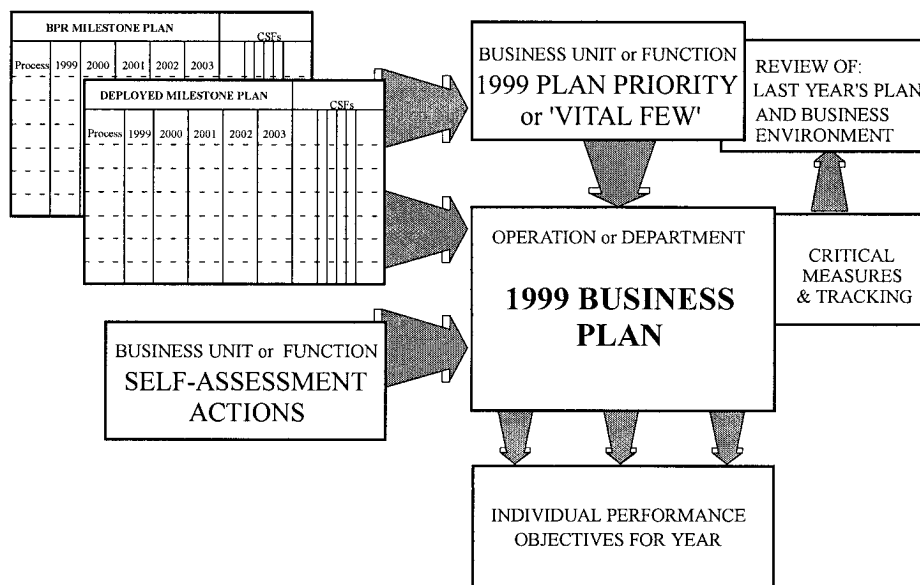 BPR MILESTONE PLAN
CSFs
Process 1999 2000 2001 2002 2003
DEPLOYED MILESTONE PLAN
CSFs
Process 1999 2000 2001 2002 2003
BUSINESS UNIT or FUNCTION
1999 PLAN PRIORITY
or 'VITAL FEW'
REVIEW OF:
LAST YEAR'S PLAN
AND BUSINESS
ENVIRONMENT
OPERATION or DEPARTMENT
1999 BUSINESS
PLAN
CRITICAL
MEASURES
& TRACKING
BUSINESS UNIT or FUNCTION
SELF-ASSESSMENT
ACTIONS
INDIVIDUAL PERFORMANCE
OBJECTIVES FOR YEAR